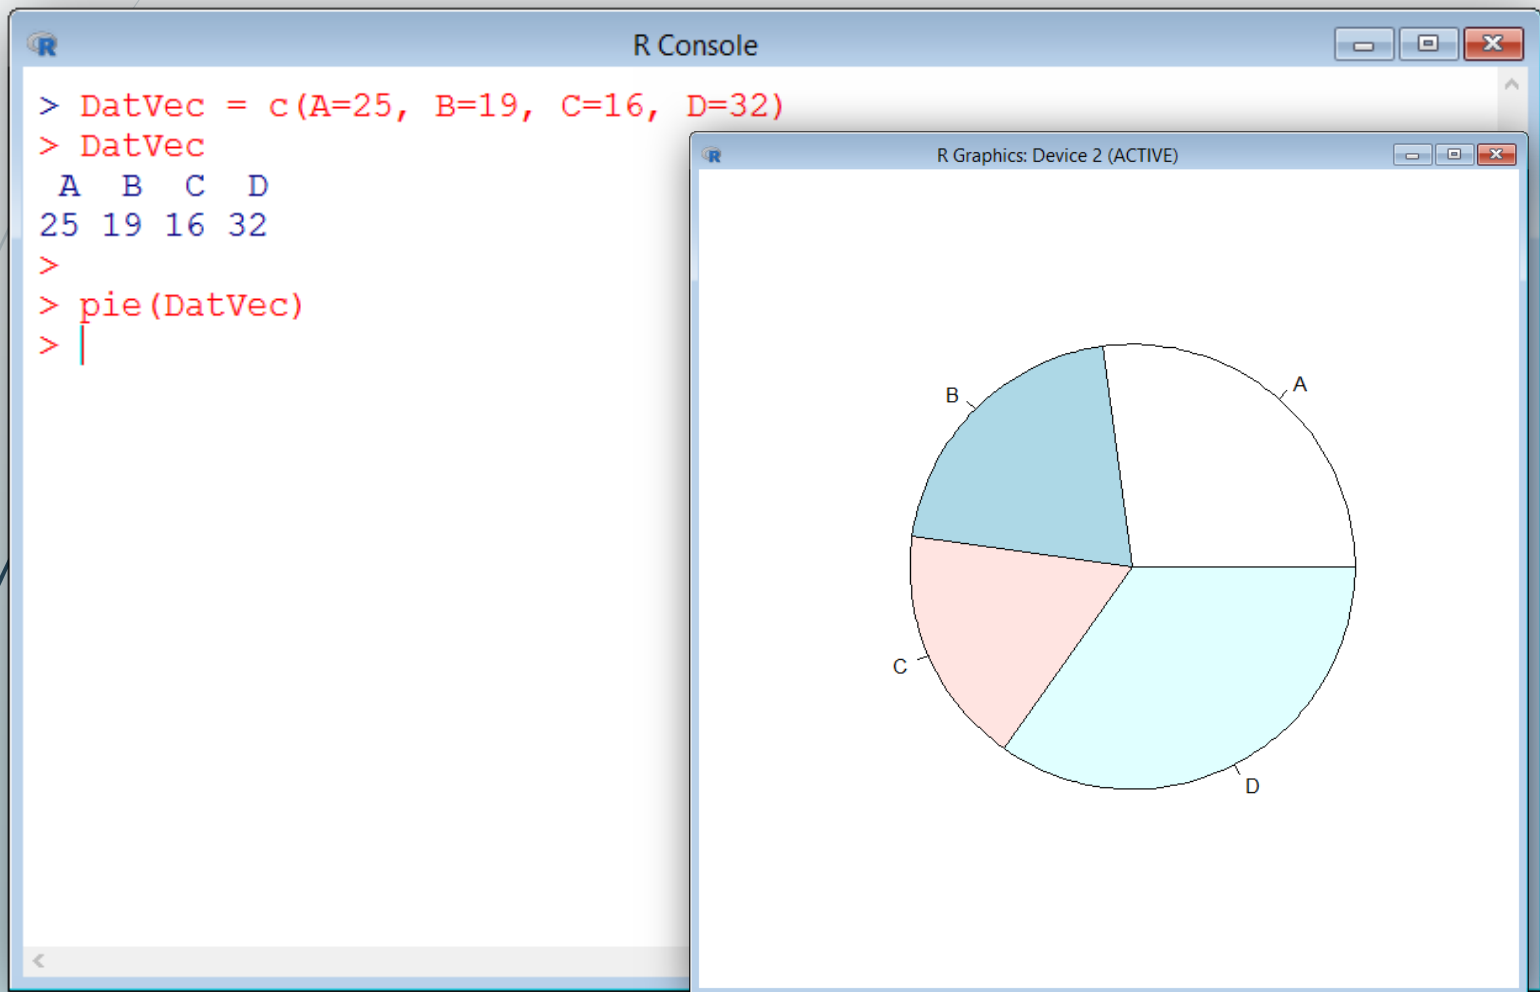 R Console
> DatVec = c(A=25, B=19, C=16, D=32)
> DatVec
 A  B  C  D
25 19 16 32
>
> pie(DatVec)
>
R Graphics: Device 2 (ACTIVE)
A
B
C
D